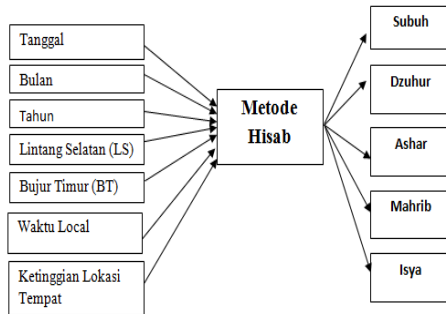 Tanggal
Bulan
Tahun
Lintang Selatan (LS)
Bujur Timur (BT)
Waktu Local
Ketinggian Lokasi
Tempat
Metode
Hisab
Subuh
Dzuhur
Ashar
Mahrib
Isya